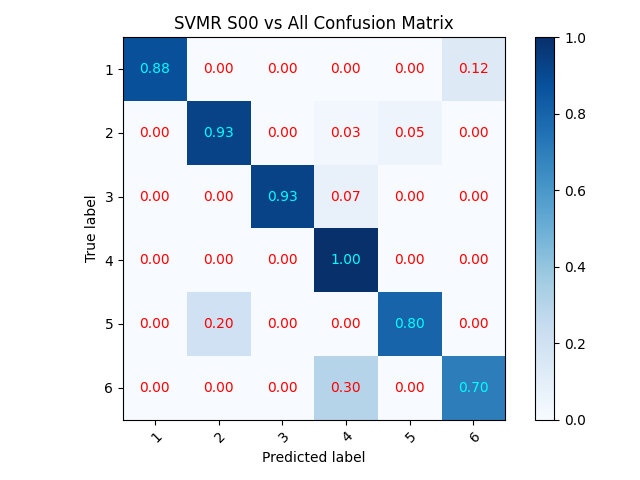 SVMR S00 vs All Confusion Matrix
True label
1 0.88 0.00 0.00 0.00 0.00 0.12
2 0.00 0.93 0.00 0.03 0.05 0.00
3 0.00 0.00 0.93 0.07 0.00 0.00
4 0.00 0.00 0.00 1.00 0.00 0.00
5 0.00 0.20 0.00 0.00 0.80 0.00
6 0.00 0.00 0.00 0.30 0.00 0.70
1 2 3 4 5 6
Predicted label
1.0
0.8
0.6
0.4
0.2
0.0